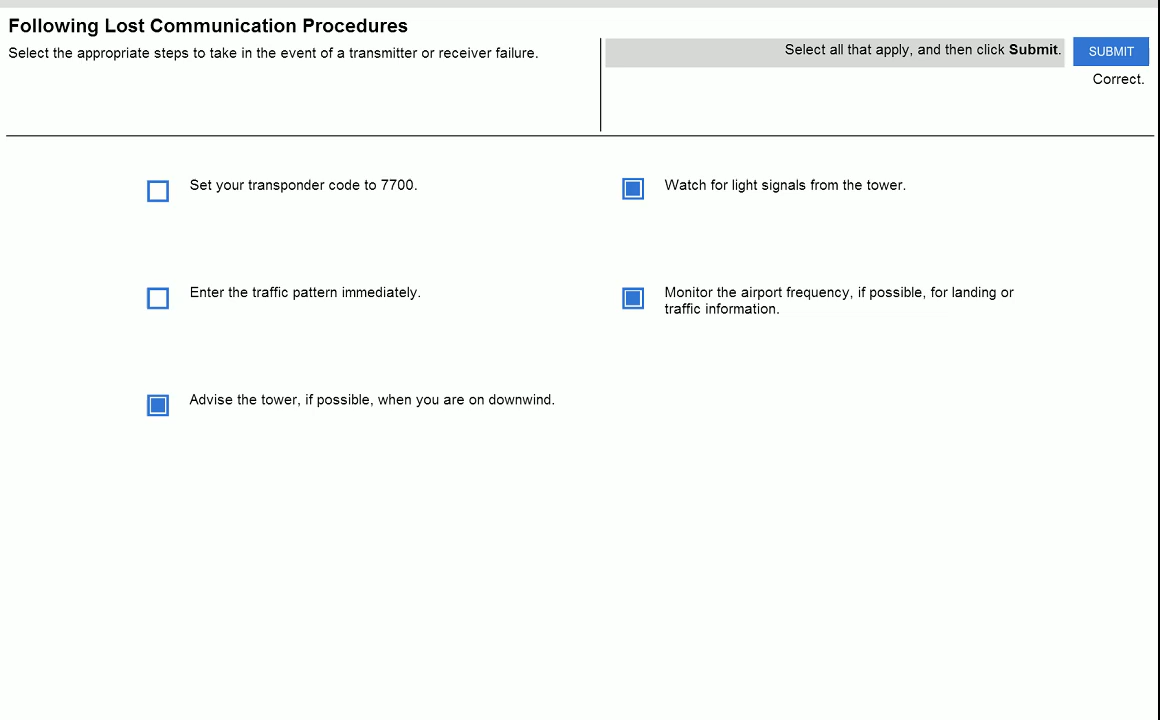 Following Lost Communication Procedures
Select the appropriate steps to take in the event of a transmitter or receiver failure.
Select all that apply, and then click Submit.
SUBMIT
Correct.
Set your transponder code to 7700.
Watch for light signals from the tower.
Enter the traffic pattern immediately.
Monitor the airport frequency, if possible, for landing or
traffic information.
Advise the tower, if possible, when you are on downwind.